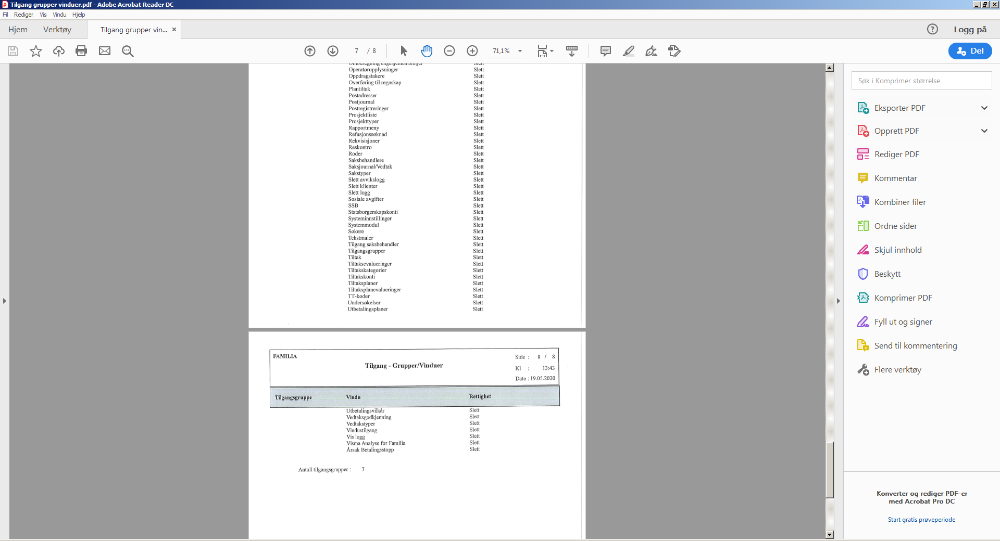 Tilgang grupper vinduer.pdf - Adobe Acrobat Reader DC
Fil Rediger Vis Vindu Hjelp
Hjem Verktøy Tilgang grupper vin... Logg på
7 / 8 71,1% Del
Omberegning engasjementslinjer Slett
Operatøropplysninger Slett
Oppdragstakere Slett
Overføring til regnskap Slett
Plantiltak Slett
Postadresser Slett
Postjournal Slett
Postregistreringer Slett
Prosjektliste Slett
Prosjekttyper Slett
Rapportmeny Slett
Refusjonssøknad Slett
Rekvisisjoner Slett
Reskontro Slett
Roder Slett
Saksbehandlere Slett
Saksjournal/Vedtak Slett
Sakstyper Slett
Slett avvikslogg Slett
Slett klienter Slett
Slett logg Slett
Sosiale avgifter Slett
SSB Slett
Statsborgerskapskonti Slett
Systeminnstillinger Slett
Systemmodul Slett
Søkere Slett
Tekstmaler Slett
Tilgang saksbehandler Slett
Tilgangsgrupper Slett
Tiltak Slett
Tiltaksevalueringer Slett
Tiltakskategorier Slett
Tiltakskonti Slett
Tiltaksplaner Slett
Tiltaksplanevalueringer Slett
TT-koder Slett
Undersøkelser Slett
Utbetalingsplaner Slett
FAMILIA
Tilgang - Grupper/Vinduer
Side : 8 / 8
Kl : 13:43
Dato : 19.05.2020
Tilgangsgruppe Vindu Rettighet
Utbetalingsvilkår Slett
Vedtaksgodkjenning Slett
Vedtakstyper Slett
Vindustilgang Slett
Vis logg Slett
Visma Analyse for Familia Slett
Årsak Betalingsstopp Slett
Antall tilgangsgrupper : 7
Søk i Komprimer størrelse
Eksporter PDF
Opprett PDF
Rediger PDF
Kommentar
Kombiner filer
Ordne sider
Skjul innhold
Beskytt
Komprimer PDF
Fyll ut og signer
Send til kommentering
Flere verktøy
Konverter og rediger PDF-er
med Acrobat Pro DC
Start gratis prøveperiode